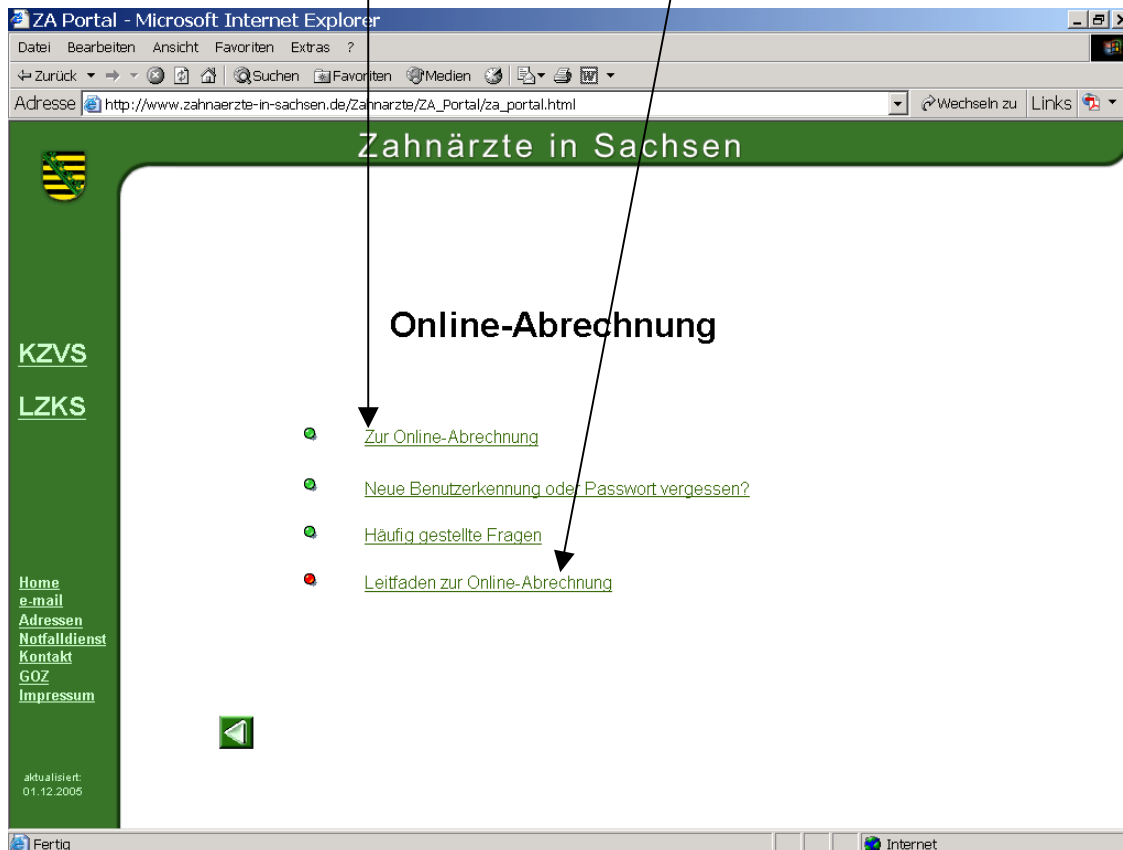 ZA Portal - Microsoft Internet Explorer
Datei Bearbeiten Ansicht Favoriten Extras ?
Zurück Suchen Favoriten Medien
Adresse http://www.zahnaerzte-in-sachsen.de/Zahnarzte/ZA_Portal/za_portal.html Wechseln zu Links
Zahnärzte in Sachsen
Online-Abrechnung
KZVS
LZKS
Zur Online-Abrechnung
Neue Benutzerkennung oder Passwort vergessen?
Häufig gestellte Fragen
Leitfaden zur Online-Abrechnung
Home
e-mail
Adressen
Notfalldienst
Kontakt
GOZ
Impressum
aktualisiert:
01.12.2005
Fertig Internet